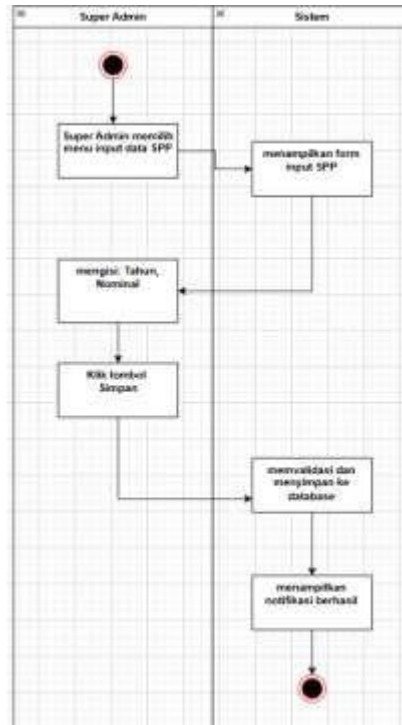 Super Admin
Sistem
Super Admin memilih
menu input data SPP
menampilkan form
input SPP
mengisi: Tahun,
Nominal
Klik tombol
Simpan
memvalidasi dan
menyimpan ke
database
menampilkan
notifikasi berhasil